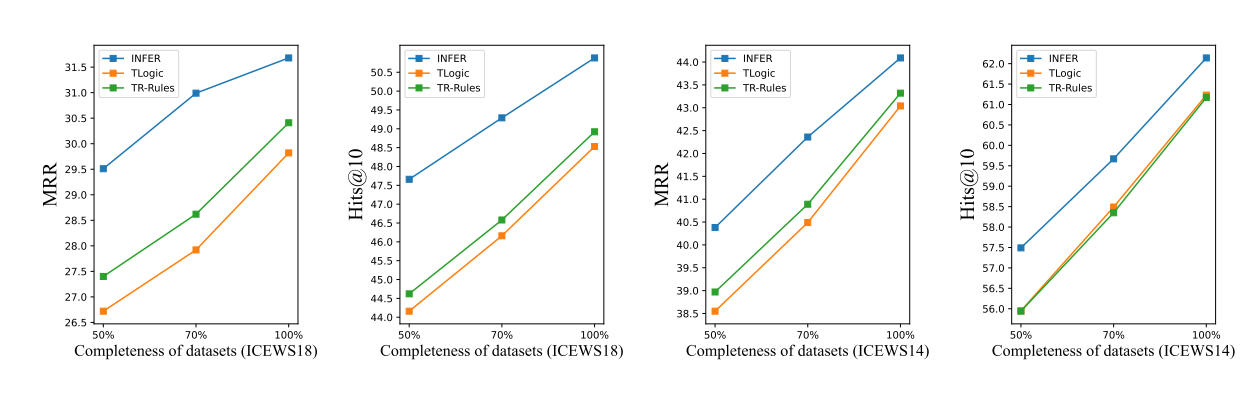 INFER
TLogic
TR-Rules
31.5
31.0
30.5
30.0
29.5
29.0
28.5
28.0
27.5
27.0
26.5
MRR
50% 70% 100%
Completeness of datasets (ICEWS18)
INFER
TLogic
TR-Rules
50.5
50.0
49.5
49.0
48.5
48.0
47.5
47.0
46.5
46.0
45.5
45.0
44.5
44.0
Hits@10
50% 70% 100%
Completeness of datasets (ICEWS18)
INFER
TLogic
TR-Rules
44.0
43.5
43.0
42.5
42.0
41.5
41.0
40.5
40.0
39.5
39.0
38.5
MRR
50% 70% 100%
Completeness of datasets (ICEWS14)
INFER
TLogic
TR-Rules
62.0
61.5
61.0
60.5
60.0
59.5
59.0
58.5
58.0
57.5
57.0
56.5
56.0
Hits@10
50% 70% 100%
Completeness of datasets (ICEWS14)